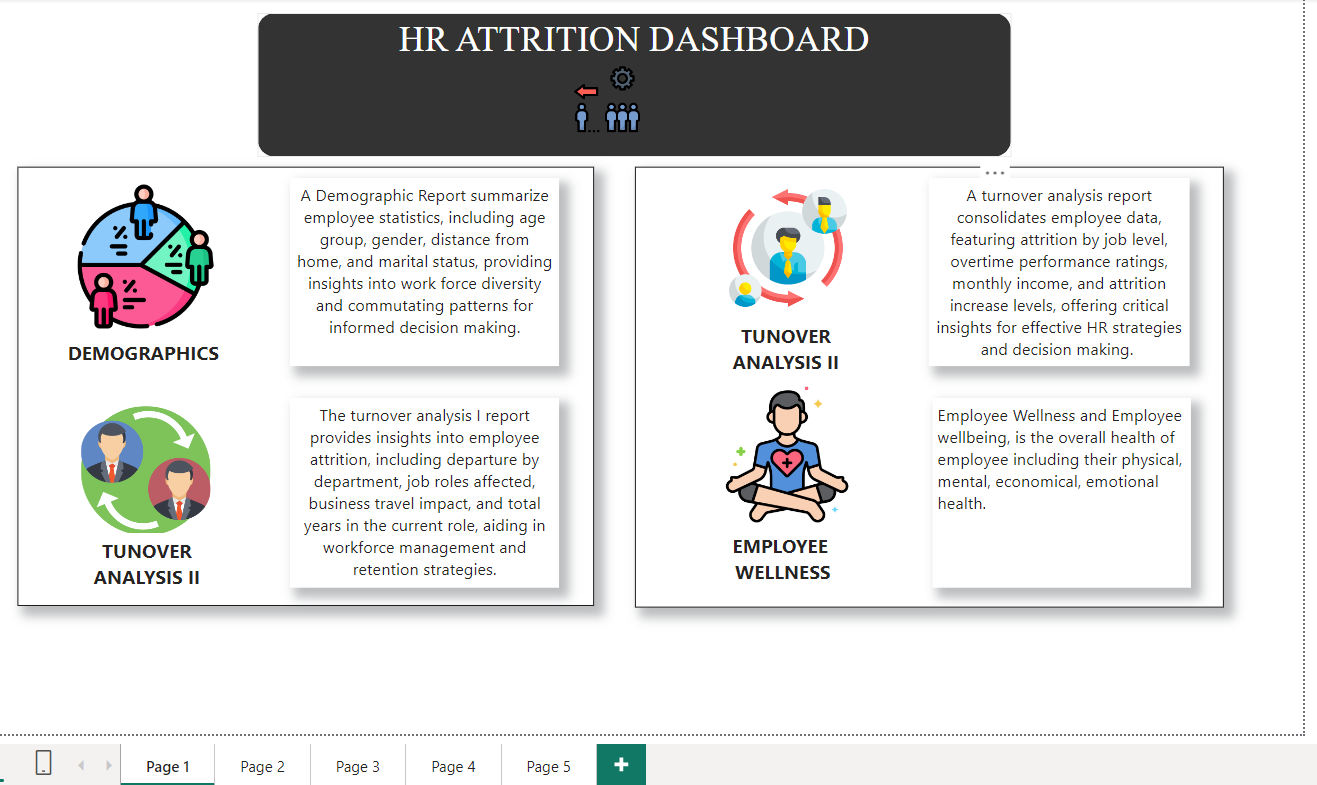 HR ATTRITION DASHBOARD
A Demographic Report summarize
employee statistics, including age
group, gender, distance from
home, and marital status, providing
insights into work force diversity
and commutating patterns for
informed decision making.
DEMOGRAPHICS
The turnover analysis I report
provides insights into employee
attrition, including departure by
department, job roles affected,
business travel impact, and total
years in the current role, aiding in
workforce management and
retention strategies.
TUNOVER
ANALYSIS II
A turnover analysis report
consolidates employee data,
featuring attrition by job level,
overtime performance ratings,
monthly income, and attrition
increase levels, offering critical
insights for effective HR strategies
and decision making.
TUNOVER
ANALYSIS II
Employee Wellness and Employee
wellbeing, is the overall health of
employee including their physical,
mental, economical, emotional
health.
EMPLOYEE
WELLNESS
Page 1
Page 2
Page 3
Page 4
Page 5